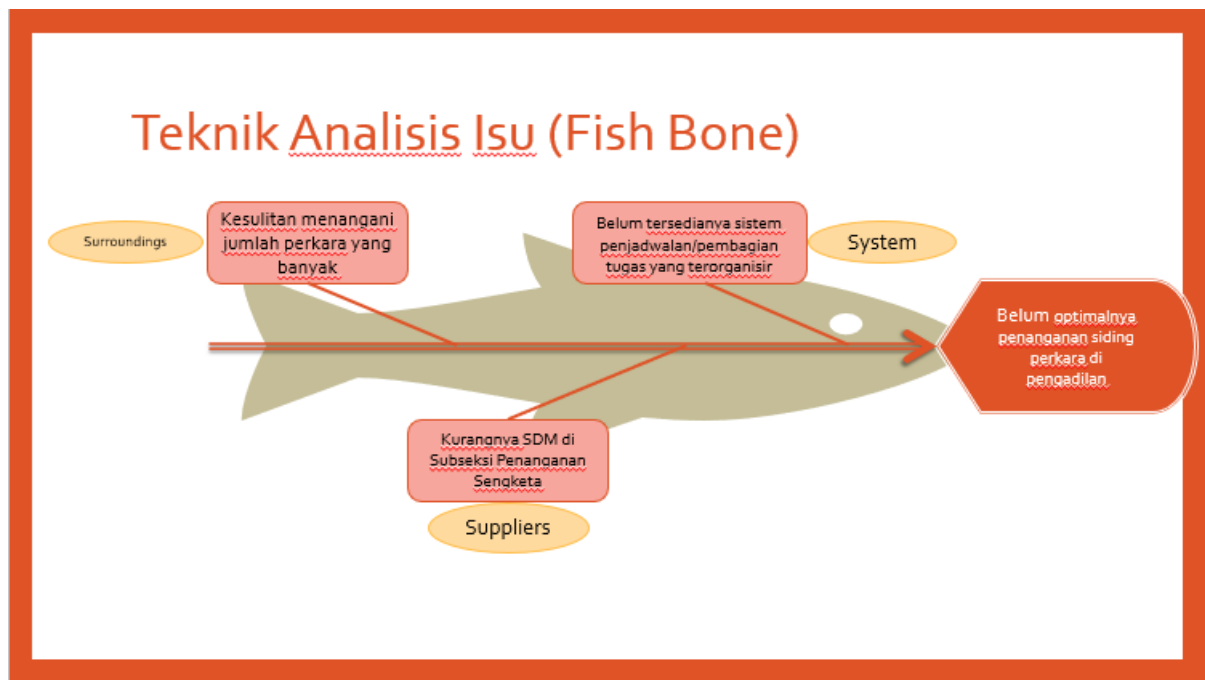 Teknik Analisis Isu (Fish Bone)
Surroundings
Kesulitan menangani
jumlah perkara yang
banyak
Belum tersedianya sistem
penjadwalan/pembagian
tugas yang terorganisir
System
Belum optimalnya
penanganan siding
perkara di
pengadilan
Kurangnya SDM di
Subseksi Penanganan
Sengketa
Suppliers